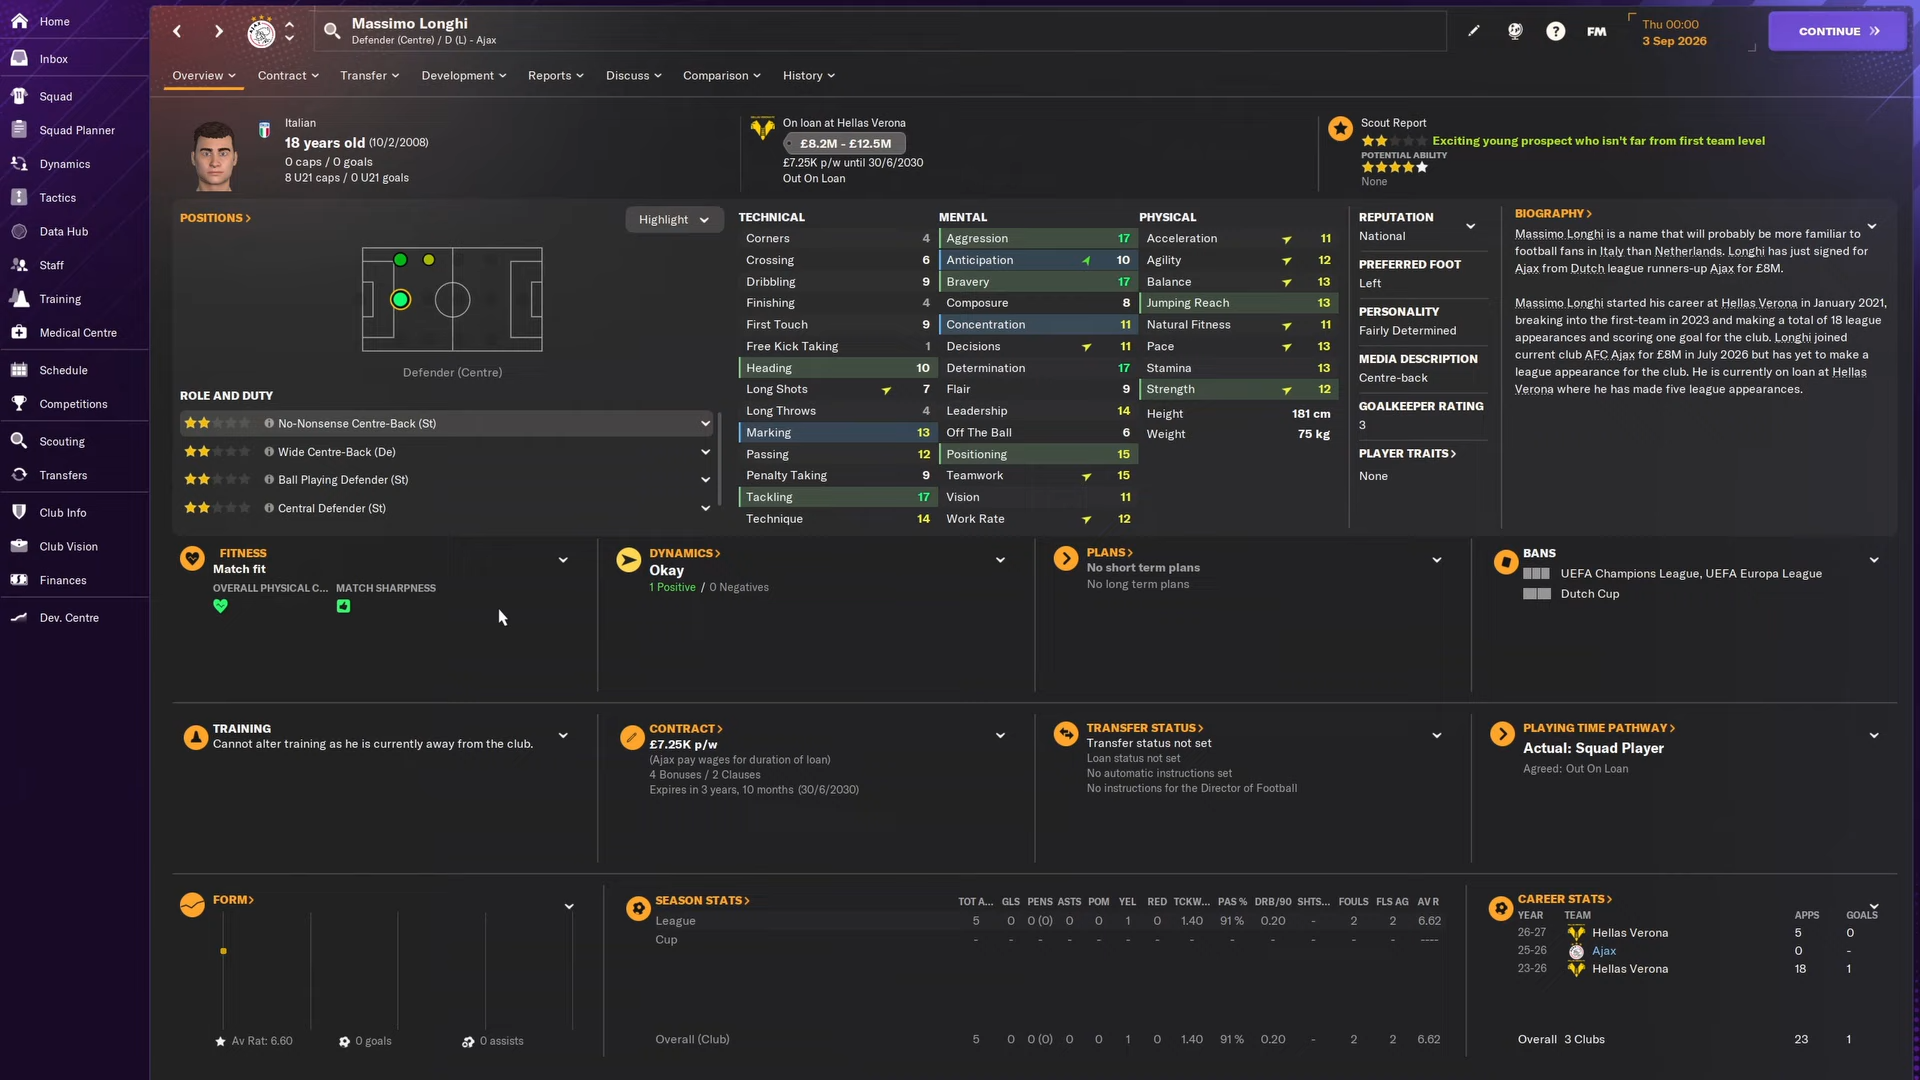 Home
Inbox
Squad
Squad Planner
Dynamics
Tactics
Data Hub
Staff
Training
Medical Centre
Schedule
Competitions
Scouting
Transfers
Club Info
Club Vision
Finances
Dev. Centre
Massimo Longhi
Defender (Centre) / D (L) - Ajax
FM
Thu 00:00
3 Sep 2026
CONTINUE
Overview Contract Transfer Development Reports Discuss Comparison History
Italian
18 years old (10/2/2008)
0 caps / 0 goals
8 U21 caps / 0 U21 goals
On loan at Hellas Verona
£8.2M - £12.5M
£7.25K p/w until 30/6/2030
Out On Loan
Scout Report
Exciting young prospect who isn't far from first team level
POTENTIAL ABILITY
None
POSITIONS
Highlight
Defender (Centre)
ROLE AND DUTY
No-Nonsense Centre-Back (St)
Wide Centre-Back (De)
Ball Playing Defender (St)
Central Defender (St)
TECHNICAL
Corners 4
Crossing 6
Dribbling 9
Finishing 4
First Touch 9
Free Kick Taking 1
Heading 10
Long Shots 7
Long Throws 4
Marking 13
Passing 12
Penalty Taking 9
Tackling 17
Technique 14
MENTAL
Aggression 17
Anticipation 10
Bravery 17
Composure 8
Concentration 11
Decisions 11
Determination 17
Flair 9
Leadership 14
Off The Ball 6
Positioning 15
Teamwork 15
Vision 11
Work Rate 12
PHYSICAL
Acceleration 11
Agility 12
Balance 13
Jumping Reach 13
Natural Fitness 11
Pace 13
Stamina 13
Strength 12
Height 181 cm
Weight 75 kg
REPUTATION
National
PREFERRED FOOT
Left
PERSONALITY
Fairly Determined
MEDIA DESCRIPTION
Centre-back
GOALKEEPER RATING
3
PLAYER TRAITS
None
BIOGRAPHY
Massimo Longhi is a name that will probably be more familiar to
football fans in Italy than Netherlands. Longhi has just signed for
Ajax from Dutch league runners-up Ajax for £8M.
Massimo Longhi started his career at Hellas Verona in January 2021,
breaking into the first-team in 2023 and making a total of 18 league
appearances and scoring one goal for the club. Longhi joined
current club AFC Ajax for £8M in July 2026 but has yet to make a
league appearance for the club. He is currently on loan at Hellas
Verona where he has made five league appearances.
FITNESS
Match fit
OVERALL PHYSICAL C... MATCH SHARPNESS
DYNAMICS
Okay
1 Positive / 0 Negatives
PLANS
No short term plans
No long term plans
BANS
UEFA Champions League, UEFA Europa League
Dutch Cup
TRAINING
Cannot alter training as he is currently away from the club.
CONTRACT
£7.25K p/w
(Ajax pay wages for duration of loan)
4 Bonuses / 2 Clauses
Expires in 3 years, 10 months (30/6/2030)
TRANSFER STATUS
Transfer status not set
Loan status not set
No automatic instructions set
No instructions for the Director of Football
PLAYING TIME PATHWAY
Actual: Squad Player
Agreed: Out On Loan
FORM
Av Rat: 6.60 0 goals 0 assists
SEASON STATS TOT A... GLS PENS ASTS POM YEL RED TCKW... PAS % DRB/90 SHTS... FOULS FLS AG AV R
League 5 0 0 (0) 0 0 1 0 1.40 91 % 0.20 - 2 2 6.62
Cup - - - - - - - - - - - - - ----
Overall (Club) 5 0 0 (0) 0 0 1 0 1.40 91 % 0.20 - 2 2 6.62
CAREER STATS
YEAR TEAM APPS GOALS
26-27 Hellas Verona 5 0
25-26 Ajax 0 -
23-26 Hellas Verona 18 1
Overall 3 Clubs 23 1